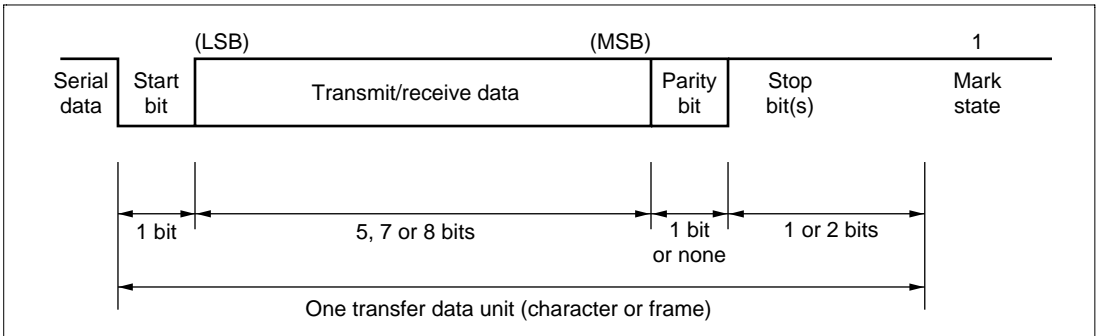 (LSB) (MSB) 1
Serial data
Start bit
Transmit/receive data
Parity bit
Stop bit(s)
Mark state
1 bit
5, 7 or 8 bits
1 bit or none
1 or 2 bits
One transfer data unit (character or frame)